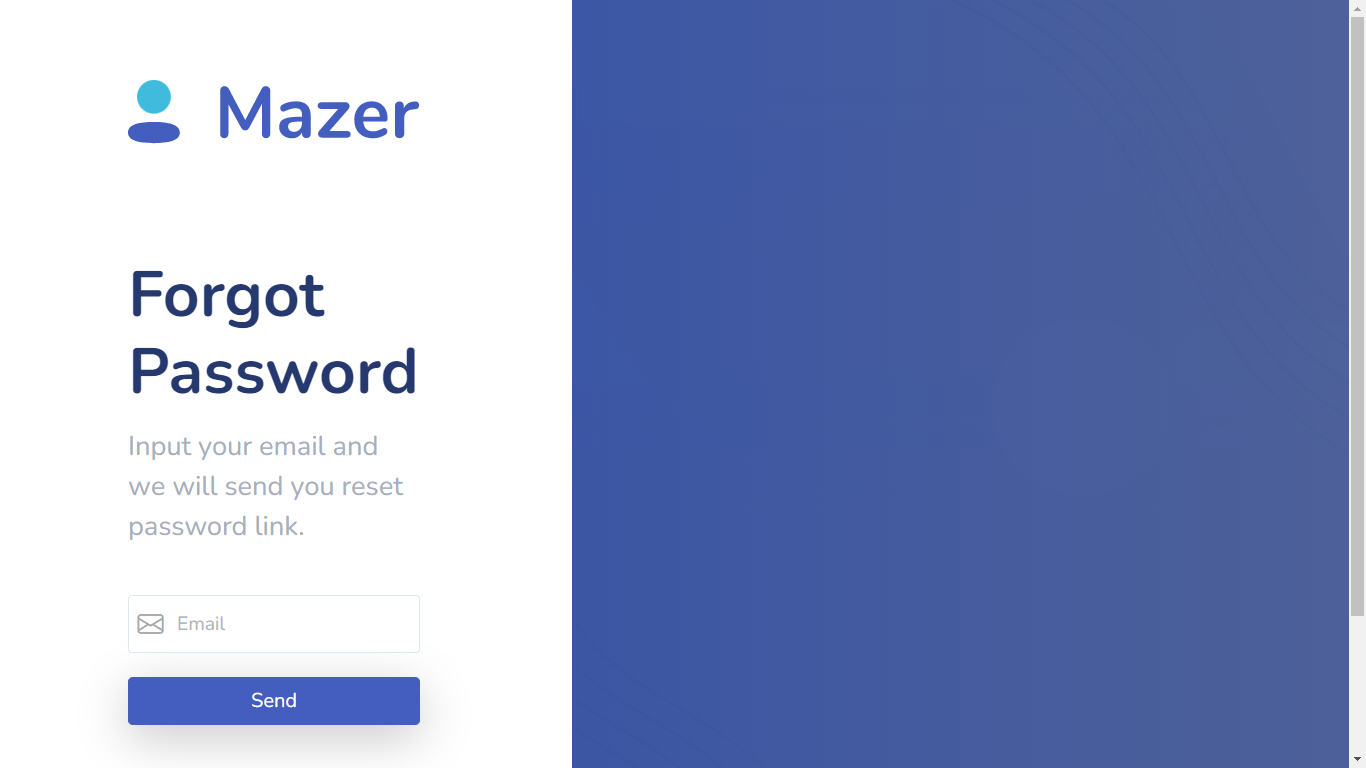 Mazer
Forgot
Password
Input your email and
we will send you reset
password link.
Email
Send